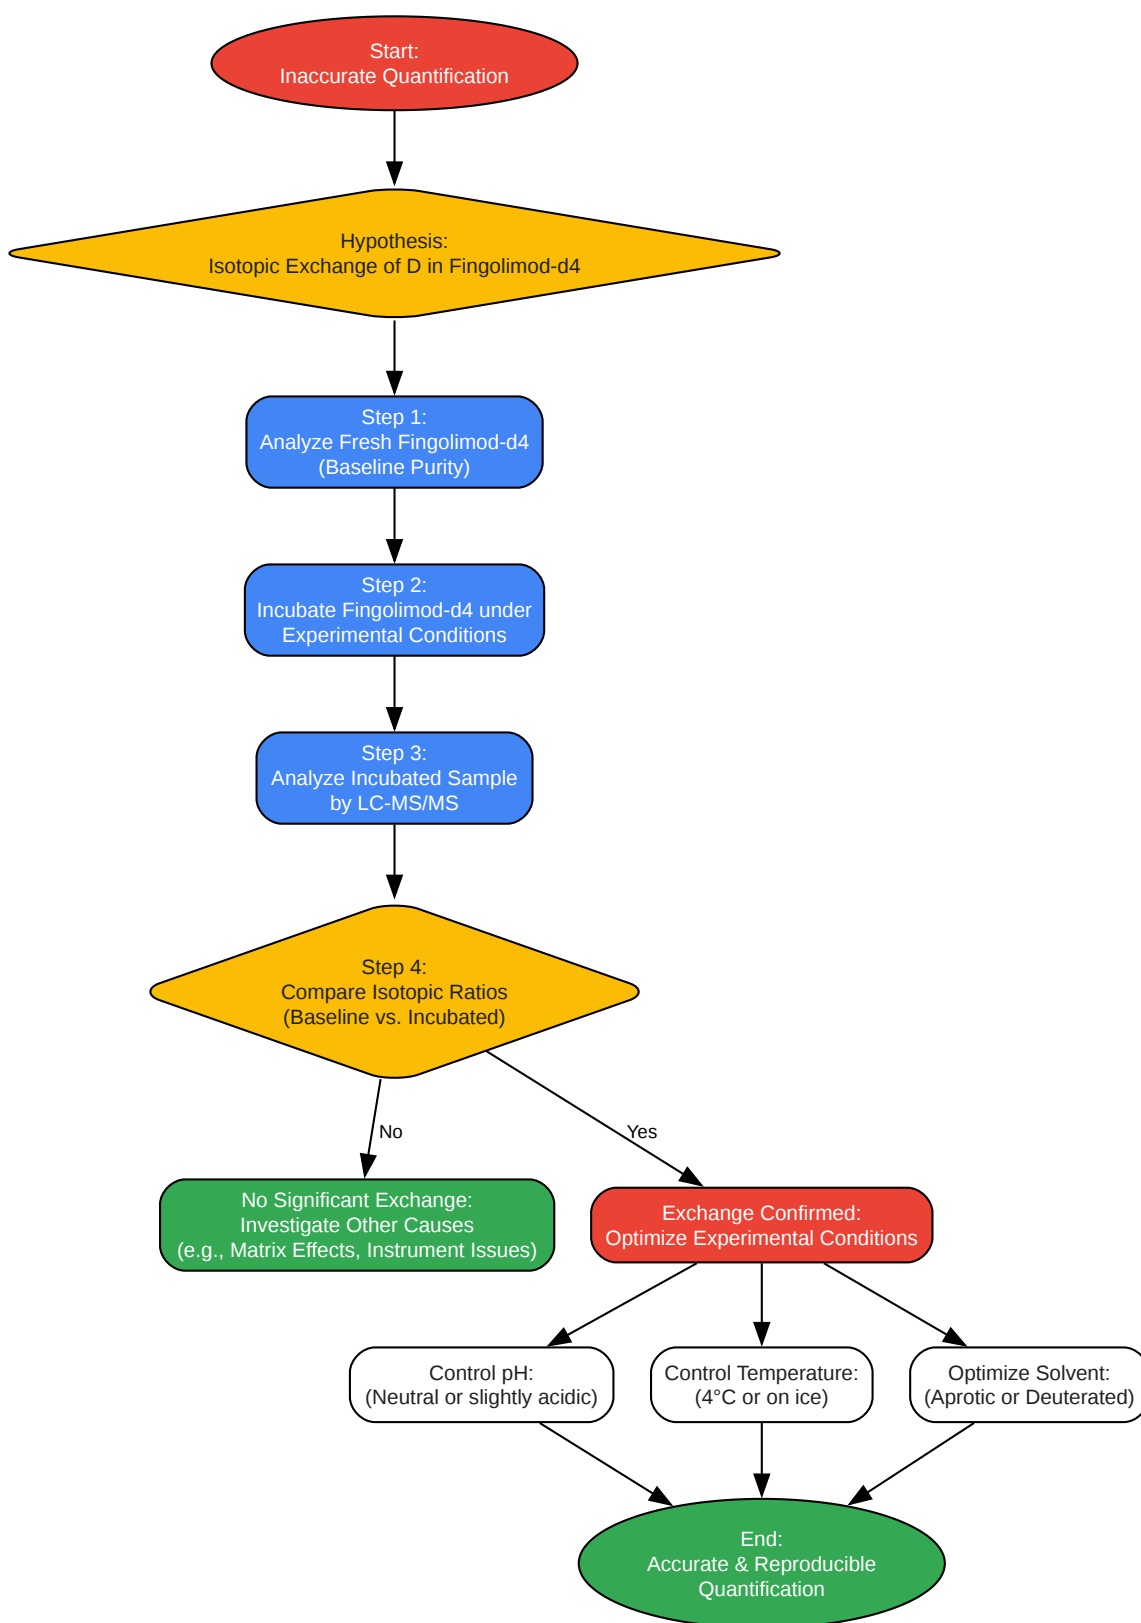 Start:
Inaccurate Quantification
Hypothesis:
Isotopic Exchange of D in Fingolimod-d4
Step 1:
Analyze Fresh Fingolimod-d4
(Baseline Purity)
Step 2:
Incubate Fingolimod-d4 under
Experimental Conditions
Step 3:
Analyze Incubated Sample
by LC-MS/MS
Step 4:
Compare Isotopic Ratios
(Baseline vs. Incubated)
No
Yes
No Significant Exchange:
Investigate Other Causes
(e.g., Matrix Effects, Instrument Issues)
Exchange Confirmed:
Optimize Experimental Conditions
Control pH:
(Neutral or slightly acidic)
Control Temperature:
(4°C or on ice)
Optimize Solvent:
(Aprotic or Deuterated)
End:
Accurate & Reproducible
Quantification